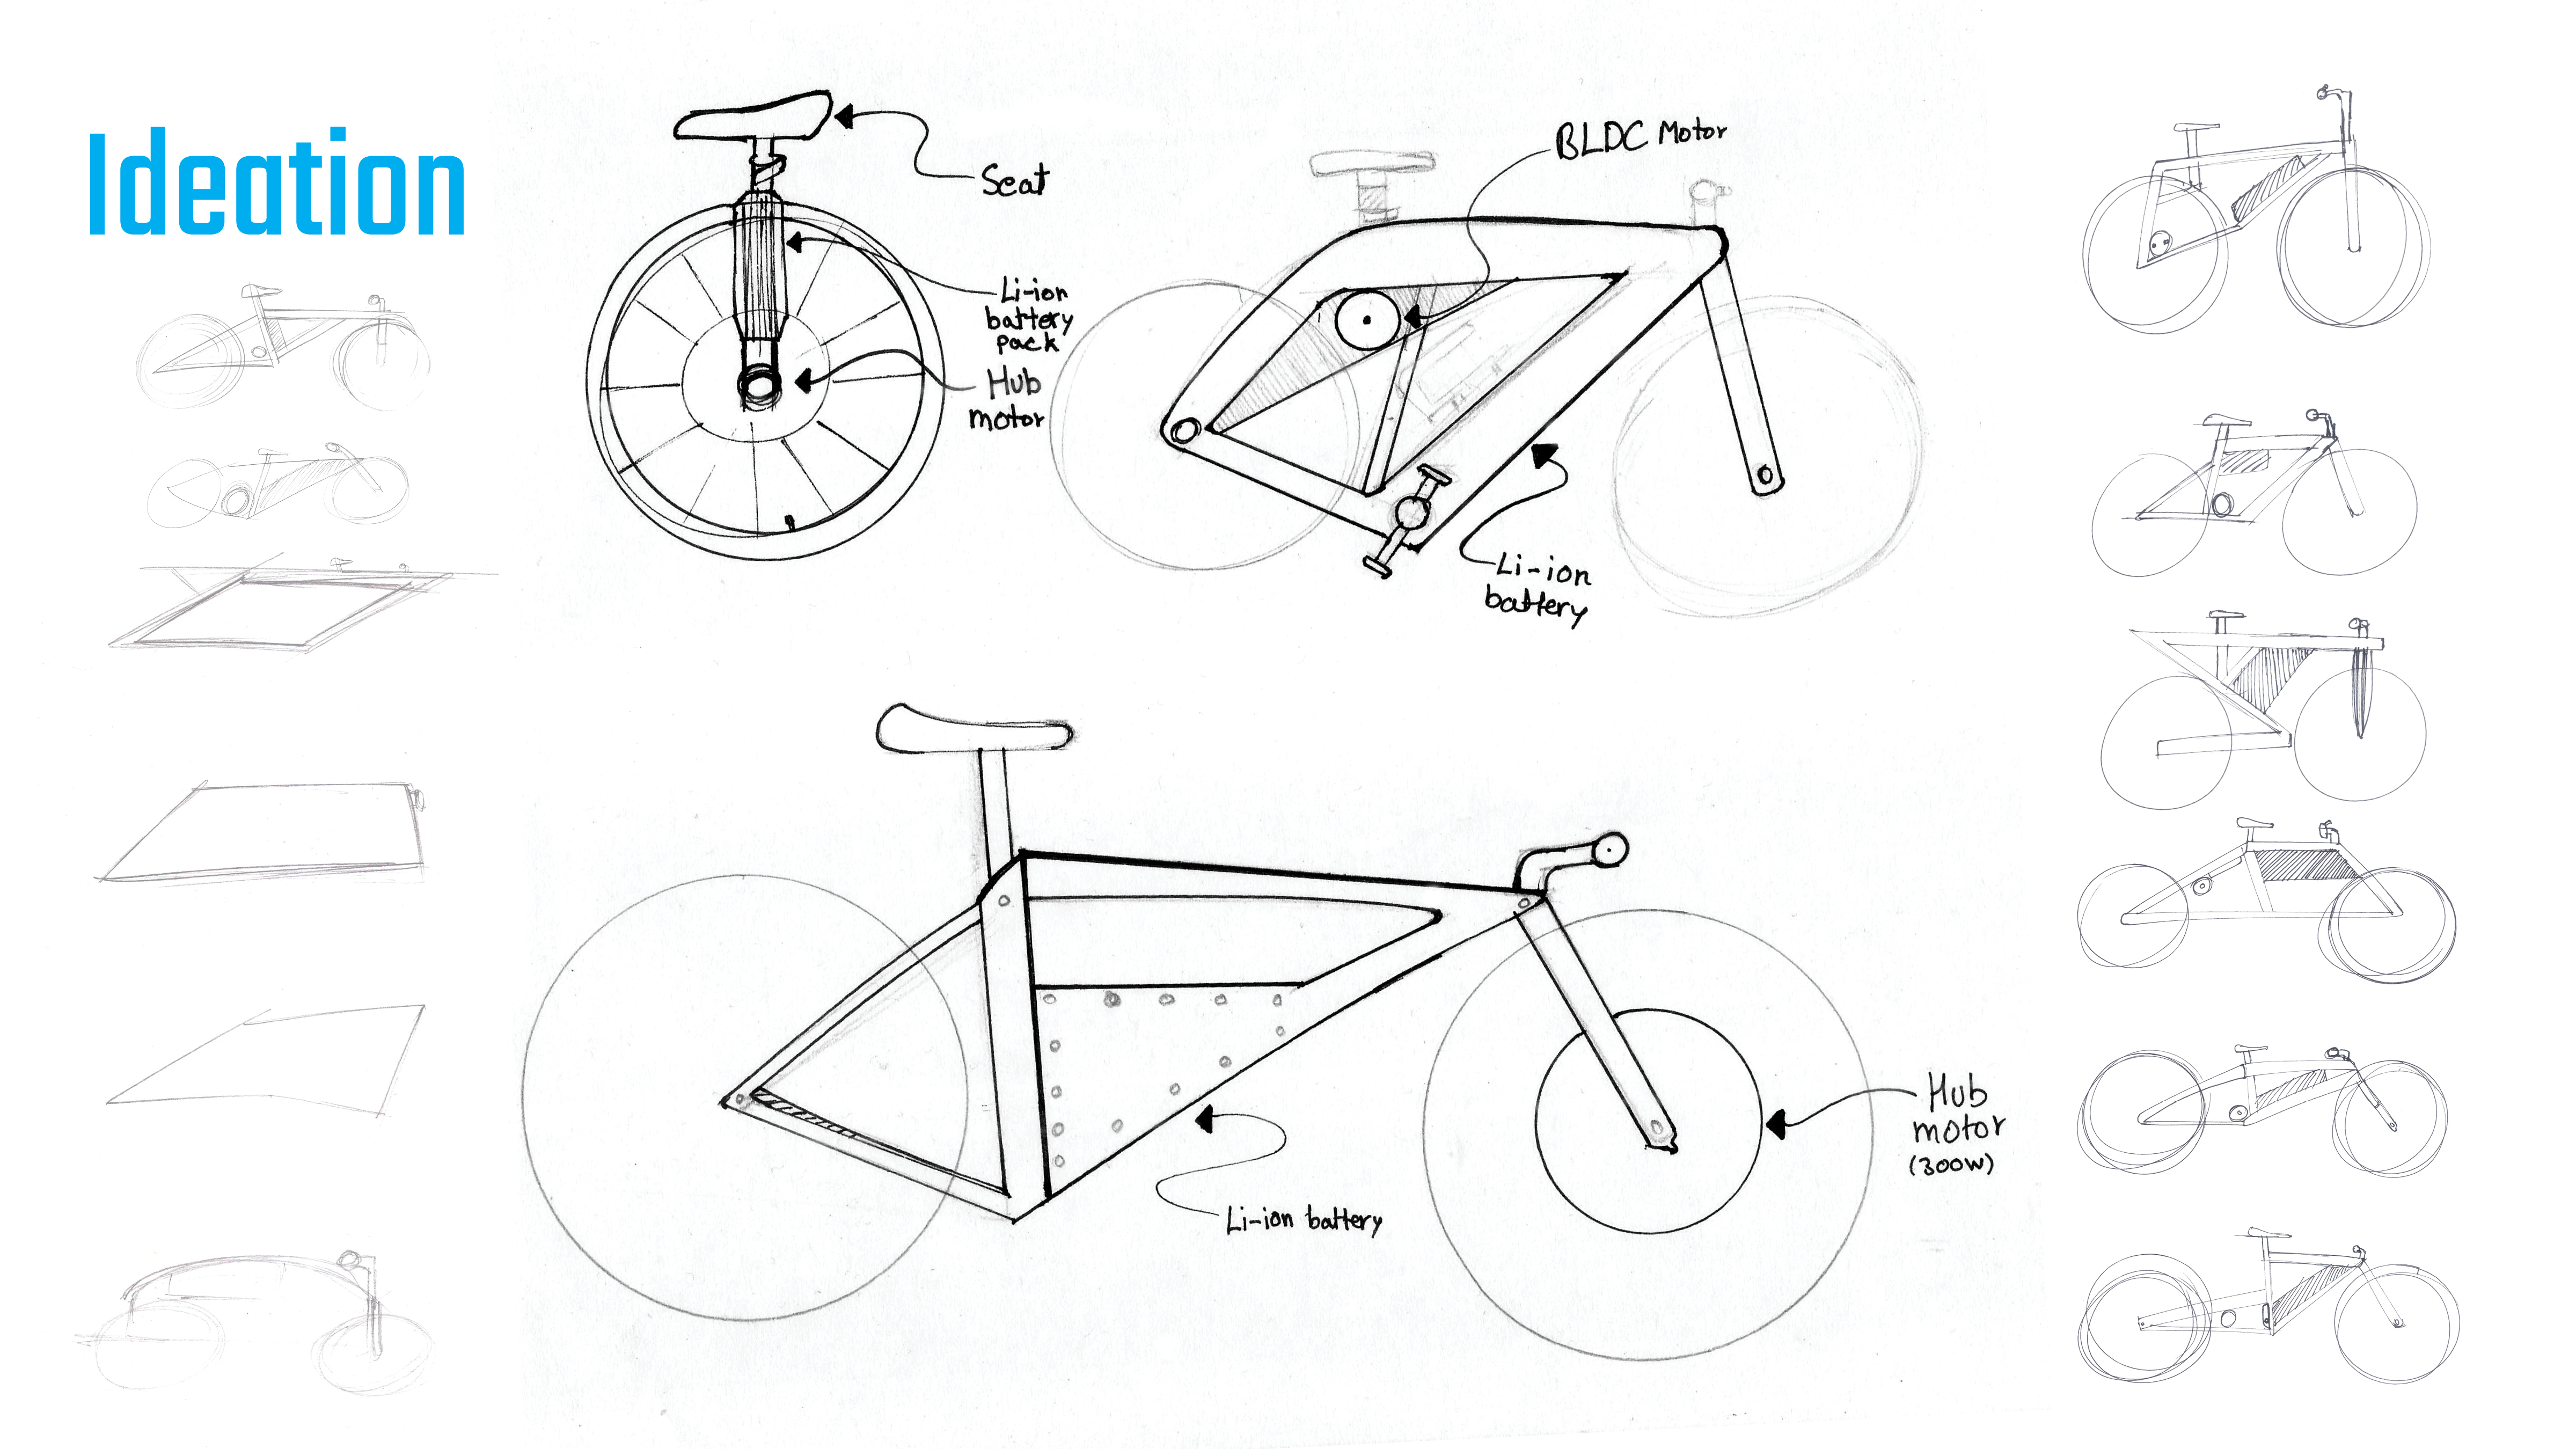 Ideation
Seat
Li-ion
battery
pack
Hub
motor
BLDC Motor
Li-ion
battery
Li-ion battery
Hub
motor
(300W)